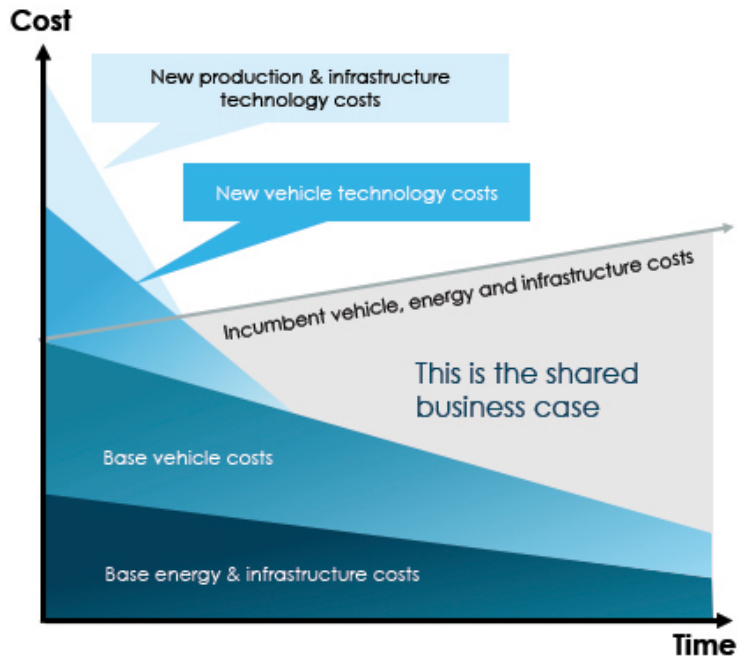 Cost
New production & infrastructure
technology costs
New vehicle technology costs
Incumbent vehicle, energy and infrastructure costs
This is the shared
business case
Base vehicle costs
Base energy & infrastructure costs
Time